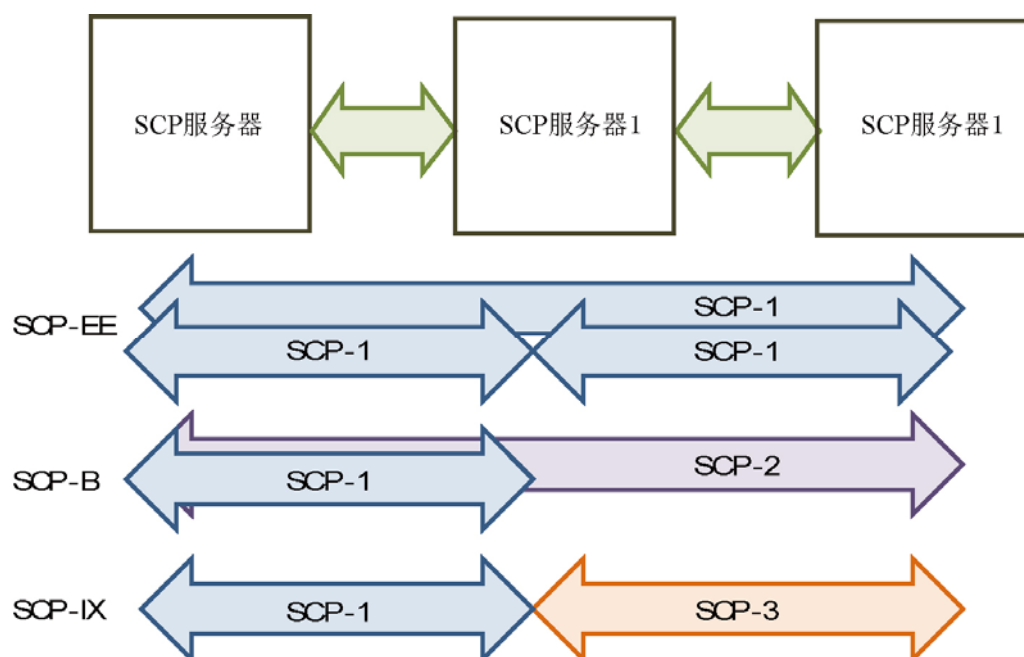 SCP服务器
SCP服务器1
SCP服务器1
SCP-EE
SCP-1
SCP-1
SCP-1
SCP-B
SCP-1
SCP-2
SCP-IX
SCP-1
SCP-3